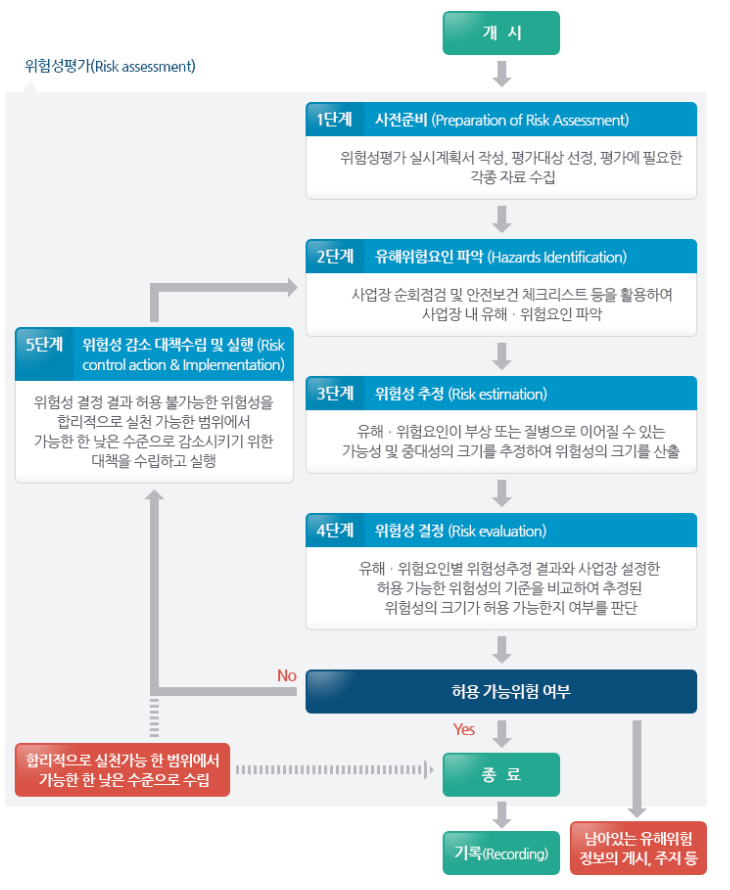 개 시
위험성평가(Risk assessment)
1단계 사전준비 (Preparation of Risk Assessment)
위험성평가 실시계획서 작성, 평가대상 선정, 평가에 필요한
각종 자료 수집
2단계 유해위험요인 파악 (Hazards Identification)
사업장 순회점검 및 안전보건 체크리스트 등을 활용하여
사업장 내 유해 · 위험요인 파악
5단계 위험성 감소 대책수립 및 실행 (Risk
control action & Implementation)
위험성 결정 결과 허용 불가능한 위험성을
합리적으로 실천 가능한 범위에서
가능한 한 낮은 수준으로 감소시키기 위한
대책을 수립하고 실행
3단계 위험성 추정 (Risk estimation)
유해 · 위험요인이 부상 또는 질병으로 이어질 수 있는
가능성 및 중대성의 크기를 추정하여 위험성의 크기를 산출
4단계 위험성 결정 (Risk evaluation)
유해 · 위험요인별 위험성추정 결과와 사업장 설정한
허용 가능한 위험성의 기준을 비교하여 추정된
위험성의 크기가 허용 가능한지 여부를 판단
No
허용 가능위험 여부
Yes
합리적으로 실천가능 한 범위에서
가능한 한 낮은 수준으로 수립
종 료
기록(Recording)
남아있는 유해위험
정보의 게시, 주지 등